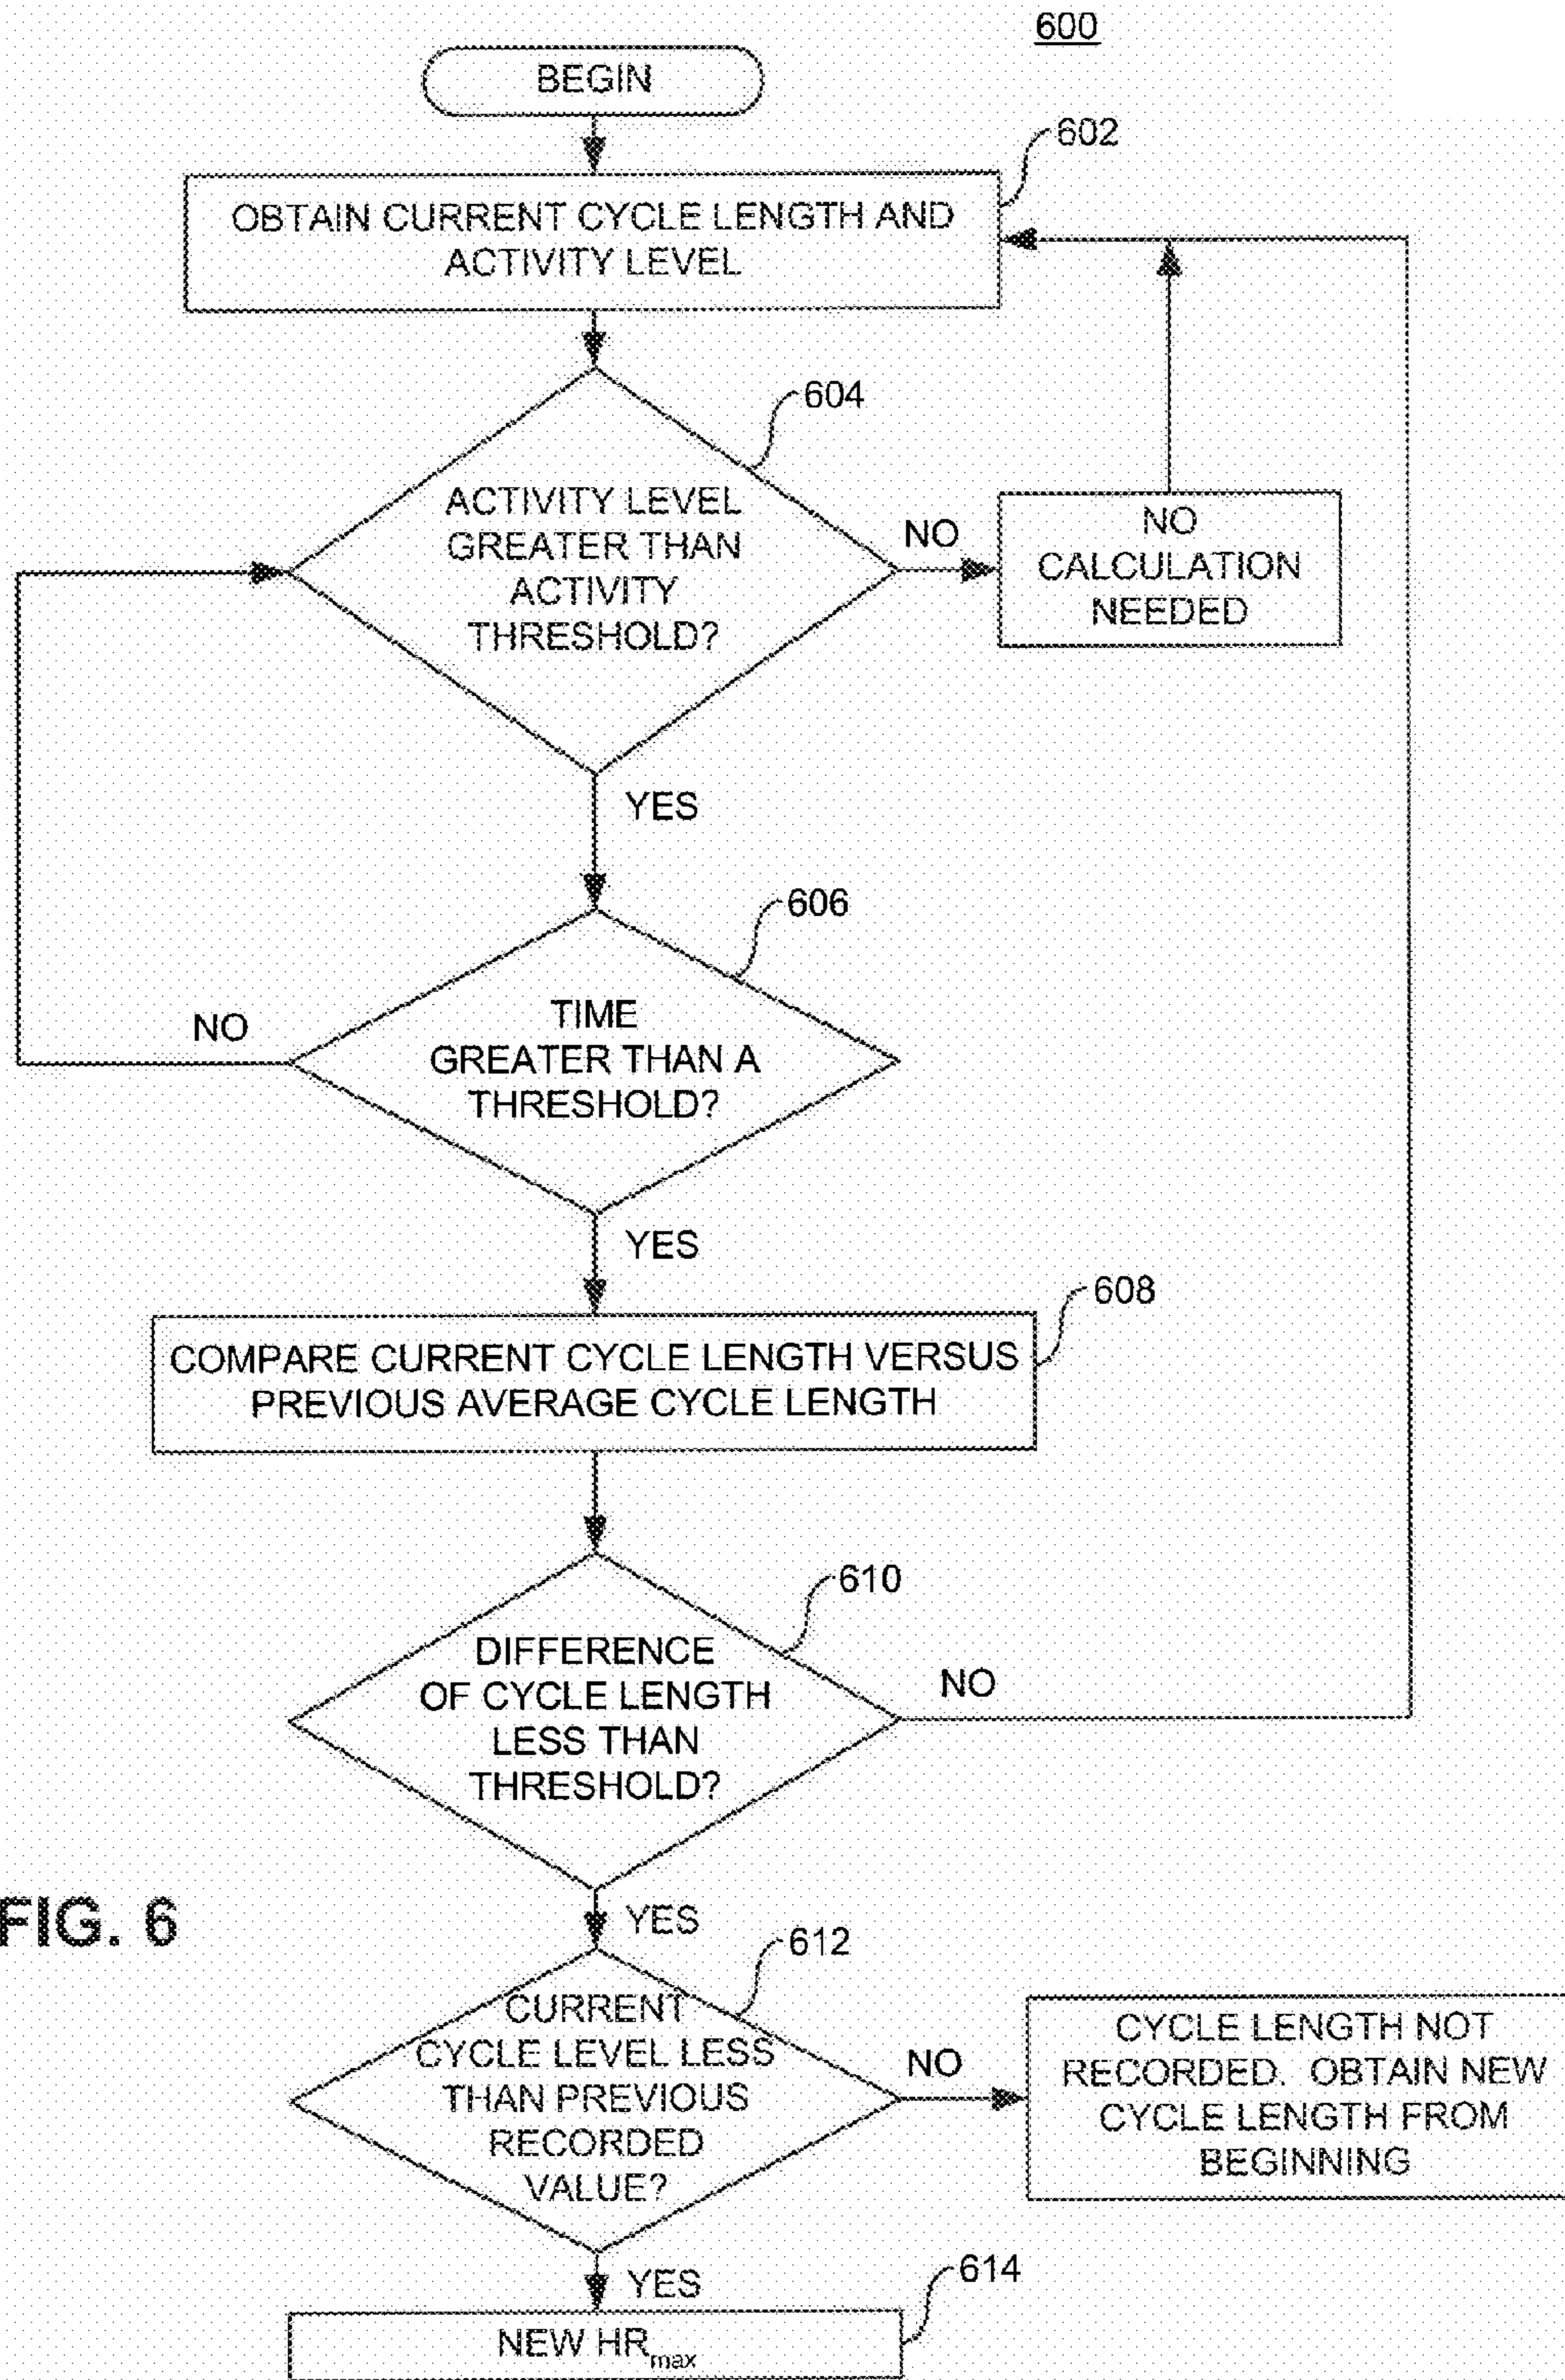 600
BEGIN
602
OBTAIN CURRENT CYCLE LENGTH AND
ACTIVITY LEVEL
604
ACTIVITY LEVEL
GREATER THAN
ACTIVITY
THRESHOLD?
NO
NO
CALCULATION
NEEDED
YES
606
TIME
GREATER THAN A
THRESHOLD?
NO
YES
608
COMPARE CURRENT CYCLE LENGTH VERSUS
PREVIOUS AVERAGE CYCLE LENGTH
610
DIFFERENCE
OF CYCLE LENGTH
LESS THAN
THRESHOLD?
NO
YES
FIG. 6
612
CURRENT
CYCLE LEVEL LESS
THAN PREVIOUS
RECORDED
VALUE?
NO
CYCLE LENGTH NOT
RECORDED. OBTAIN NEW
CYCLE LENGTH FROM
BEGINNING
YES
614
NEW HRmax